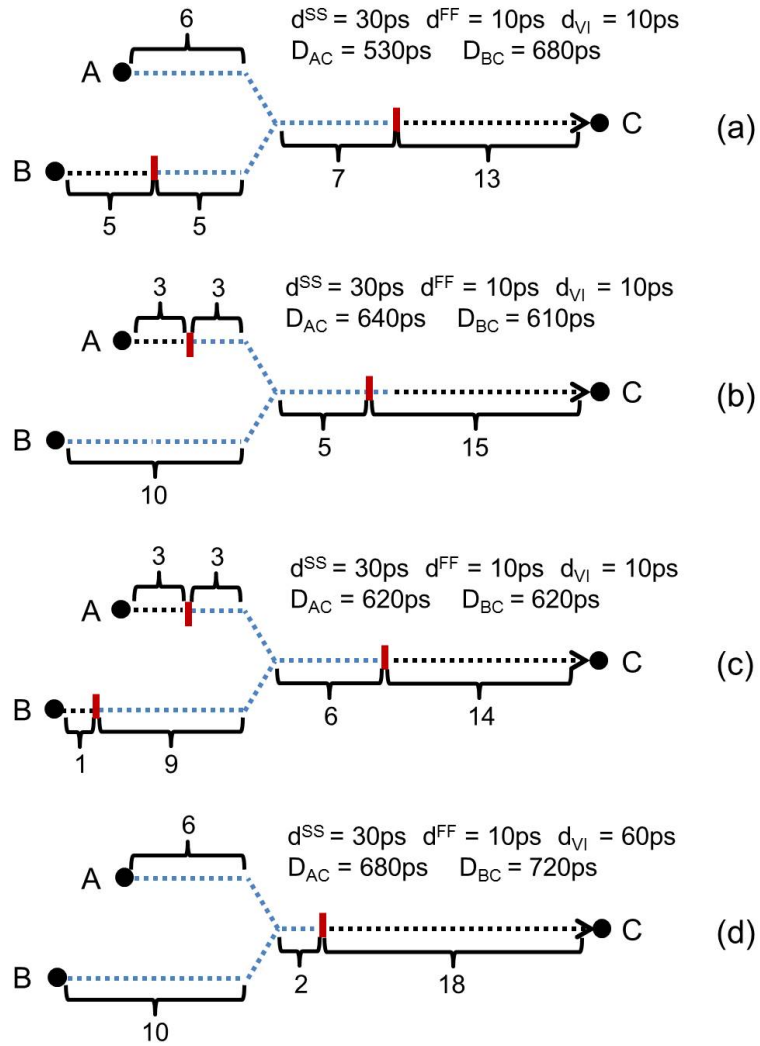 6
d^SS = 30ps d^FF = 10ps d_VI = 10ps
D_AC = 530ps D_BC = 680ps
A
C
(a)
B
7
13
5
5
3
3
d^SS = 30ps d^FF = 10ps d_VI = 10ps
D_AC = 640ps D_BC = 610ps
A
C
(b)
B
5
15
10
3
3
d^SS = 30ps d^FF = 10ps d_VI = 10ps
D_AC = 620ps D_BC = 620ps
A
C
(c)
B
6
14
1
9
6
d^SS = 30ps d^FF = 10ps d_VI = 60ps
D_AC = 680ps D_BC = 720ps
A
C
(d)
B
2
18
10